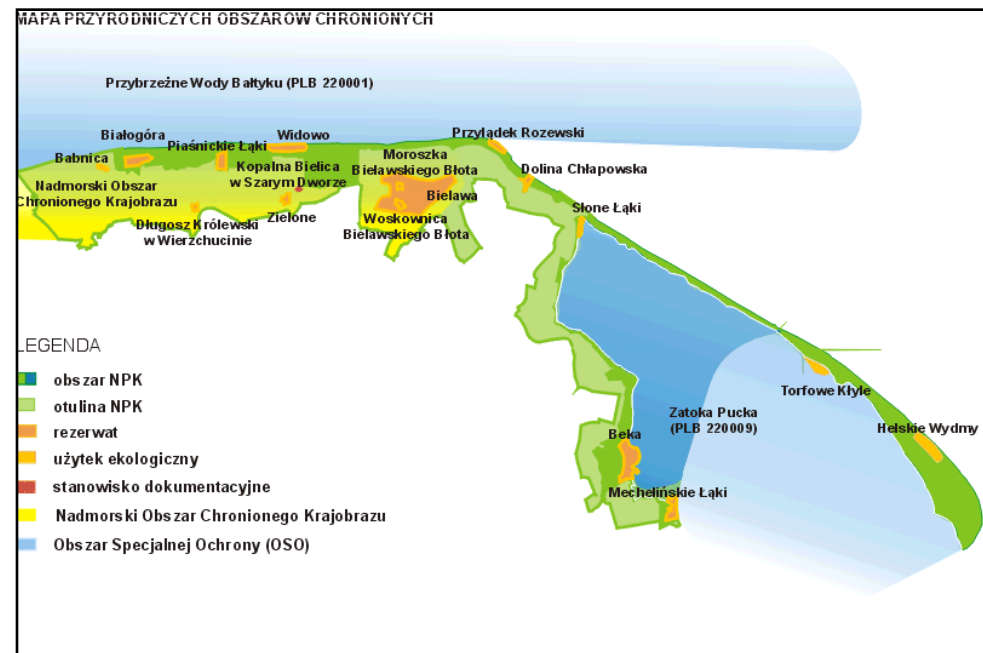 MAPA PRZYRODNICZYCH OBSZARÓW CHRONIONYCH
Przybrzeżne Wody Bałtyku (PLB 220001)
Białogóra
Piaśnickie Łąki
Widowo
Przylądek Rozewski
Babnica
Kopalna Bielica
w Szarym Dworze
Moroszka
Bielawskiego Błota
Dolina Chłapowska
Nadmorski Obszar
Chronionego Krajobrazu
Bielawa
Słone Łąki
Długosz Królewski
w Wierzchucinie
Zielone
Woskownica
Bielawskiego Błota
LEGENDA
obszar NPK
otulina NPK
rezerwat
użytek ekologiczny
stanowisko dokumentacyjne
Nadmorski Obszar Chronionego Krajobrazu
Obszar Specjalnej Ochrony (OSO)
Torfowe Kłyle
Zatoka Pucka
(PLB 220009)
Helskie Wydmy
Beka
Mechelińskie Łąki